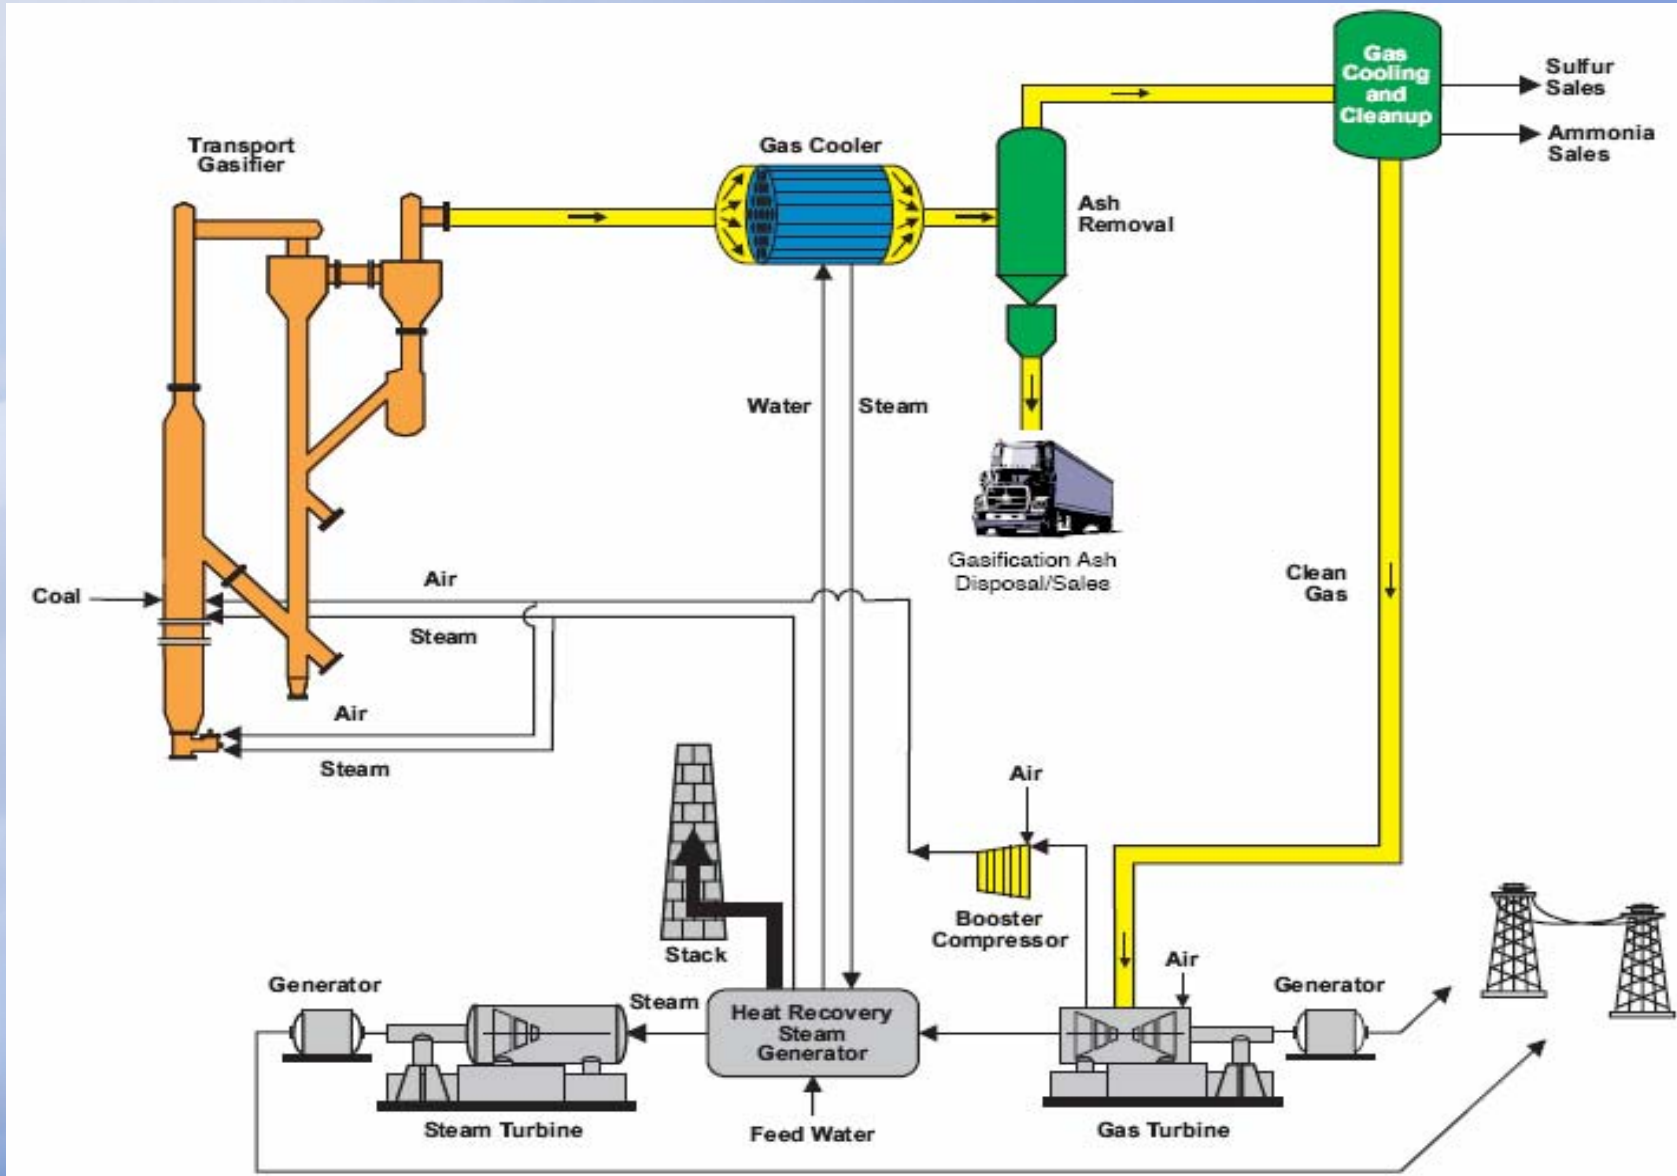 Gas
Cooling
and
Cleanup
Sulfur
Sales
Ammonia
Sales
Transport
Gasifier
Gas Cooler
Ash
Removal
Water
Steam
Gasification Ash
Disposal/Sales
Clean
Gas
Coal
Air
Steam
Air
Steam
Air
Booster
Compressor
Stack
Air
Generator
Steam
Heat Recovery
Steam
Generator
Generator
Steam Turbine
Feed Water
Gas Turbine